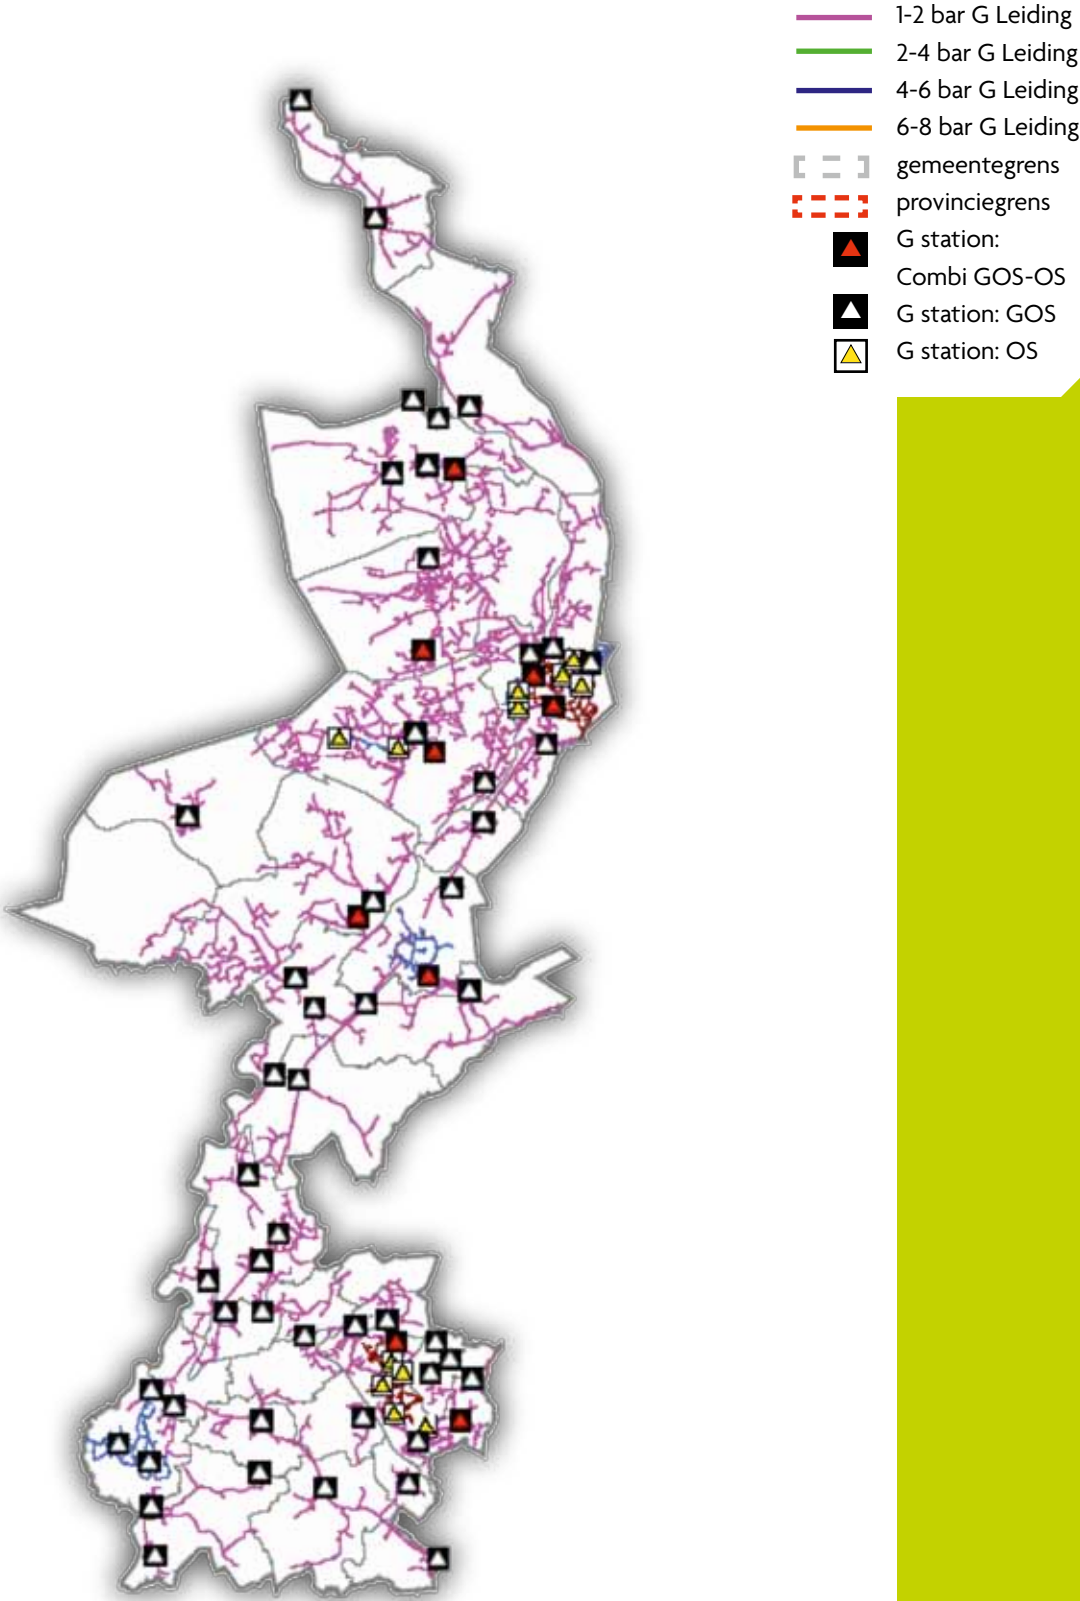 1-2 bar G Leiding
2-4 bar G Leiding
4-6 bar G Leiding
6-8 bar G Leiding
gemeentegrens
provinciegrens
G station:
Combi GOS-OS
G station: GOS
G station: OS